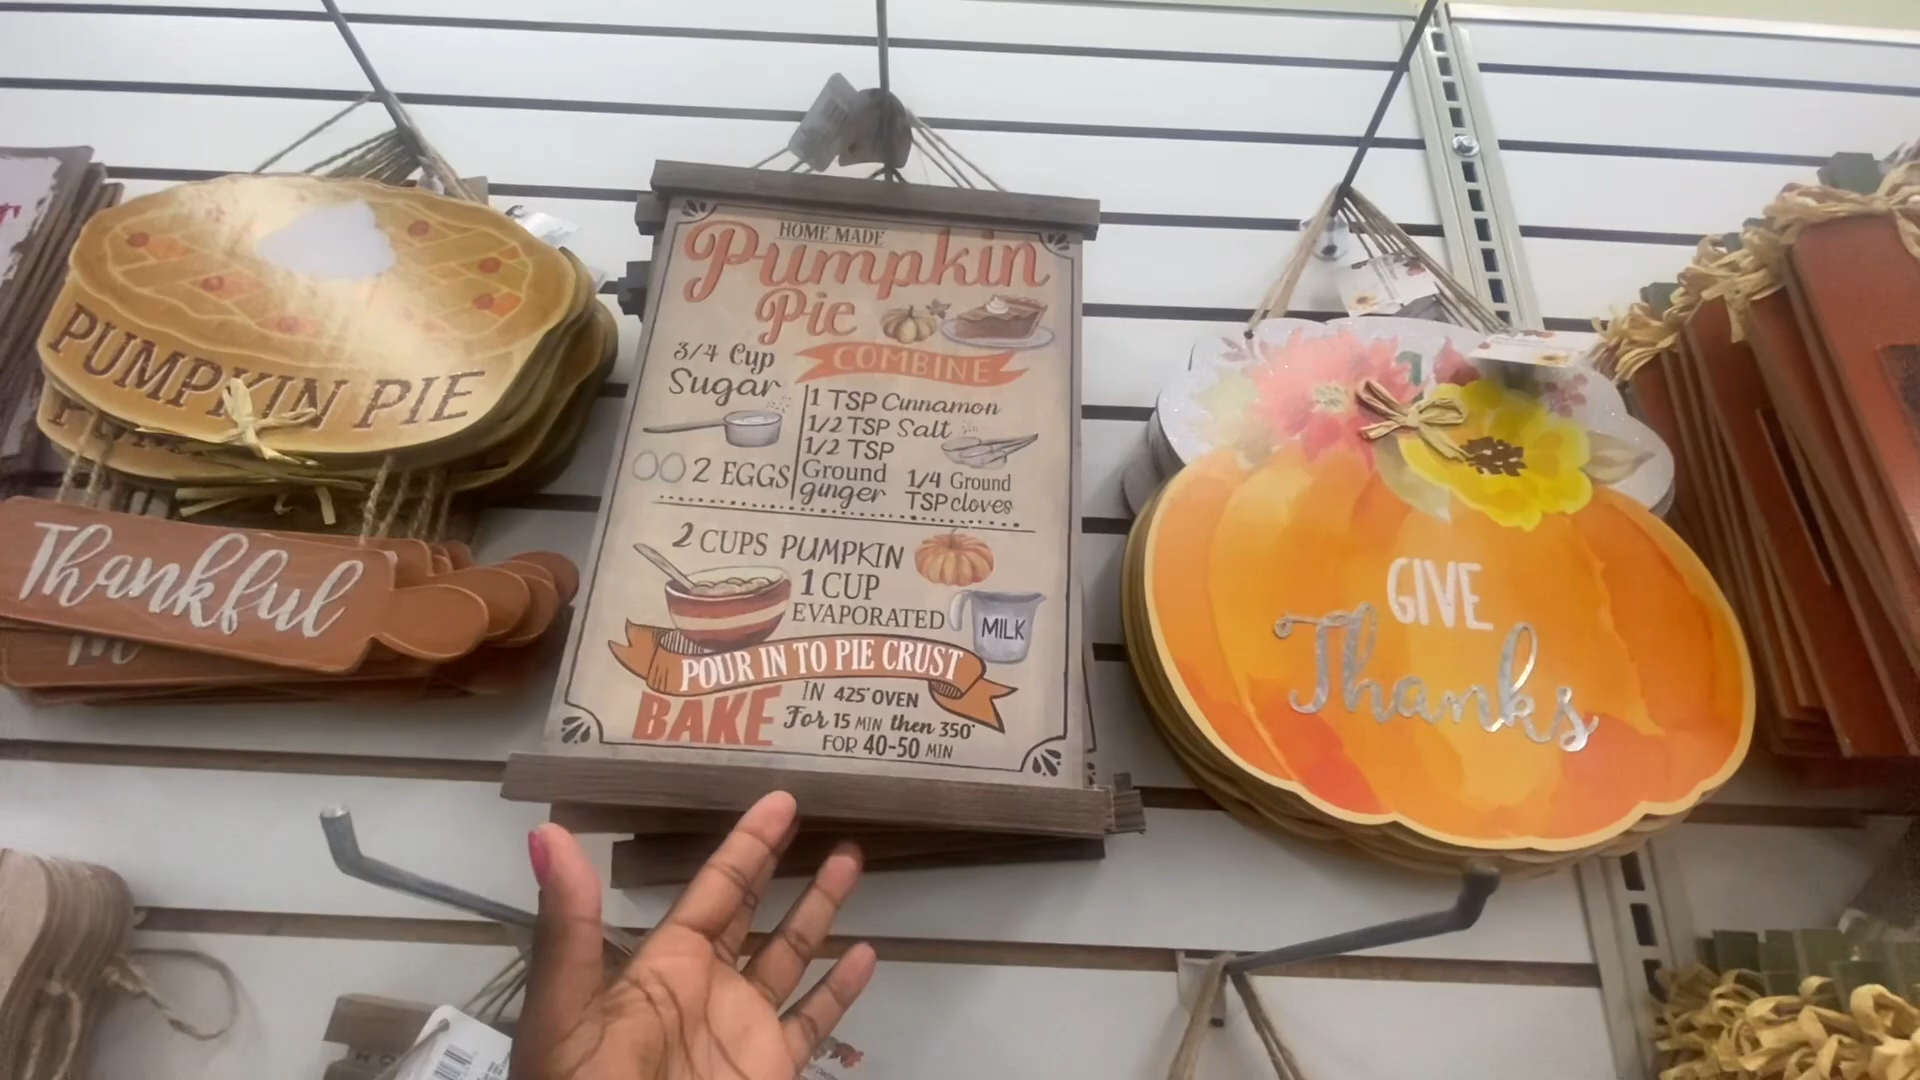 PUMPKIN PIE
Thankful
HOME MADE
Pumpkin
Pie
3/4 Cup
Sugar
COMBINE
1 TSP Cinnamon
1/2 TSP Salt
1/2 TSP
Ground
ginger
1/4 Ground
TSP cloves
2 EGGS
2 CUPS PUMPKIN
1 CUP
EVAPORATED
MILK
POUR IN TO PIE CRUST
BAKE
IN 425° OVEN
For 15 MIN then 350°
FOR 40-50 MIN
GIVE
Thanks